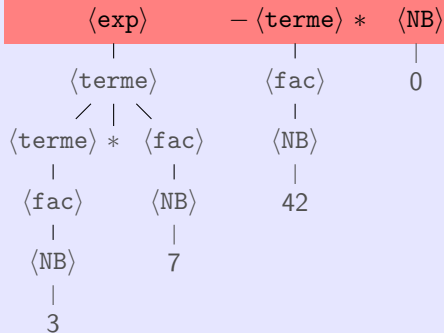 ⟨exp⟩ − ⟨terme⟩ * ⟨NB⟩
⟨terme⟩ ⟨fac⟩ 0
⟨terme⟩ * ⟨fac⟩ ⟨NB⟩
⟨fac⟩ ⟨NB⟩ 42
⟨NB⟩ 7
3